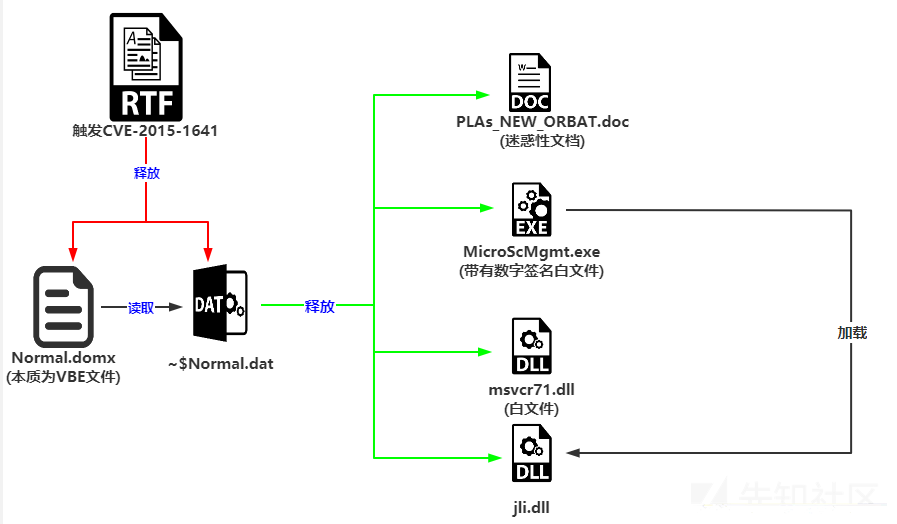 RTF
触发CVE-2015-1641
释放
Normal.domx
(本质为VBE文件)
读取
DAT
~$Normal.dat
释放
DOC
PLAs_NEW_ORBAT.doc
(迷惑性文档)
EXE
MicroScMgmt.exe
(带有数字签名白文件)
DLL
msvcr71.dll
(白文件)
DLL
jli.dll
加载
先知社区